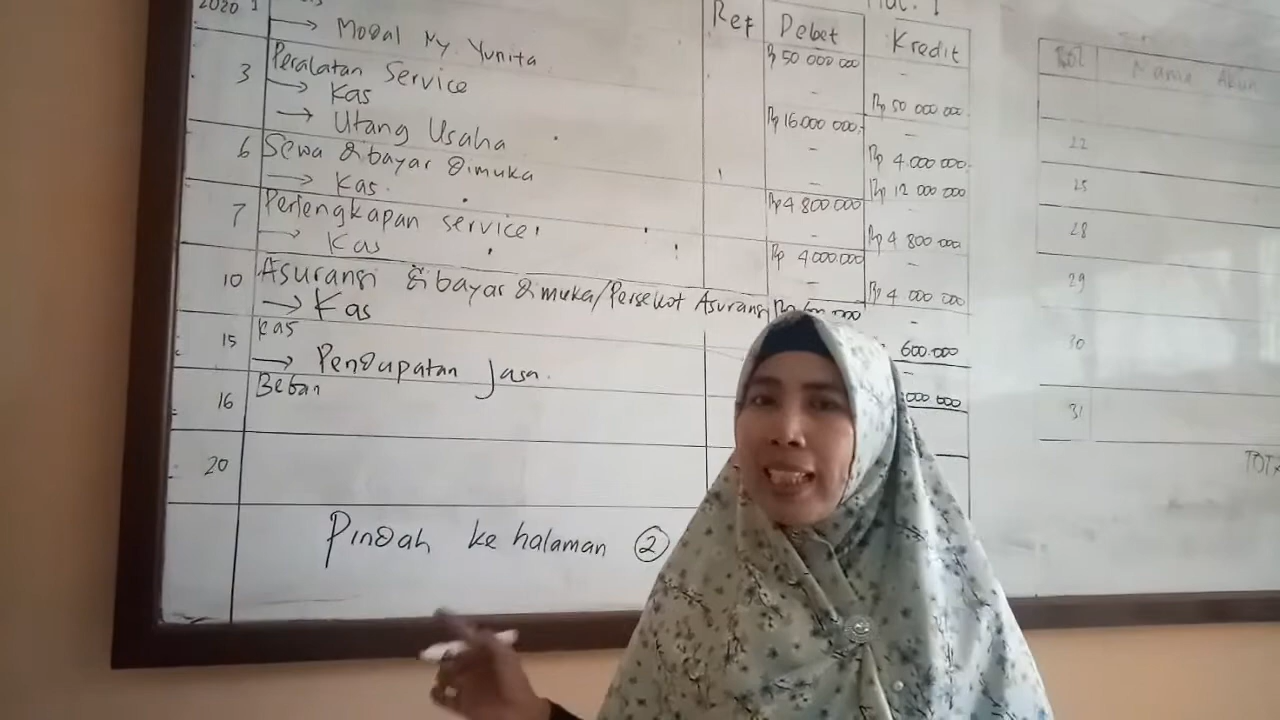 Hal. 1
2020 1
Ref Debet Kredit
→ Modal Ny. Yunita Rp 50 000 000 -
3 Peralatan Service - Rp 50 000 000
→ Kas Rp 16.000 000,- -
→ Utang Usaha - Rp 4.000 000,-
6 Sewa dibayar dimuka - Rp 12 000 000
→ Kas. Rp 4 800 000 -
7 Perlengkapan service - Rp 4 800 000
→ Kas Rp 4 000.000 -
10 Asuransi dibayar dimuka/Persekot Asuransi - Rp 4 000 000
→ Kas -
15 Kas 600.000
→ Pendapatan Jasa. -
16 Beban 000 000
20
Pindah ke halaman 2
Nama Akun
22
25
28
29
30
31